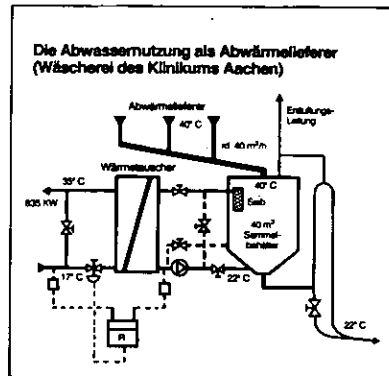 Die Abwassernutzung als Abwärmelieferer
(Wäscherei des Klinikums Aachen)
Abwärmelieferer
40° C
rd. 40 m³/h
Entlüftungs-
Leitung
Wärmetauscher
35° C
835 KW
40° C
Sieb
40 m³
Sammel-
behälter
17° C
22° C
R
22° C